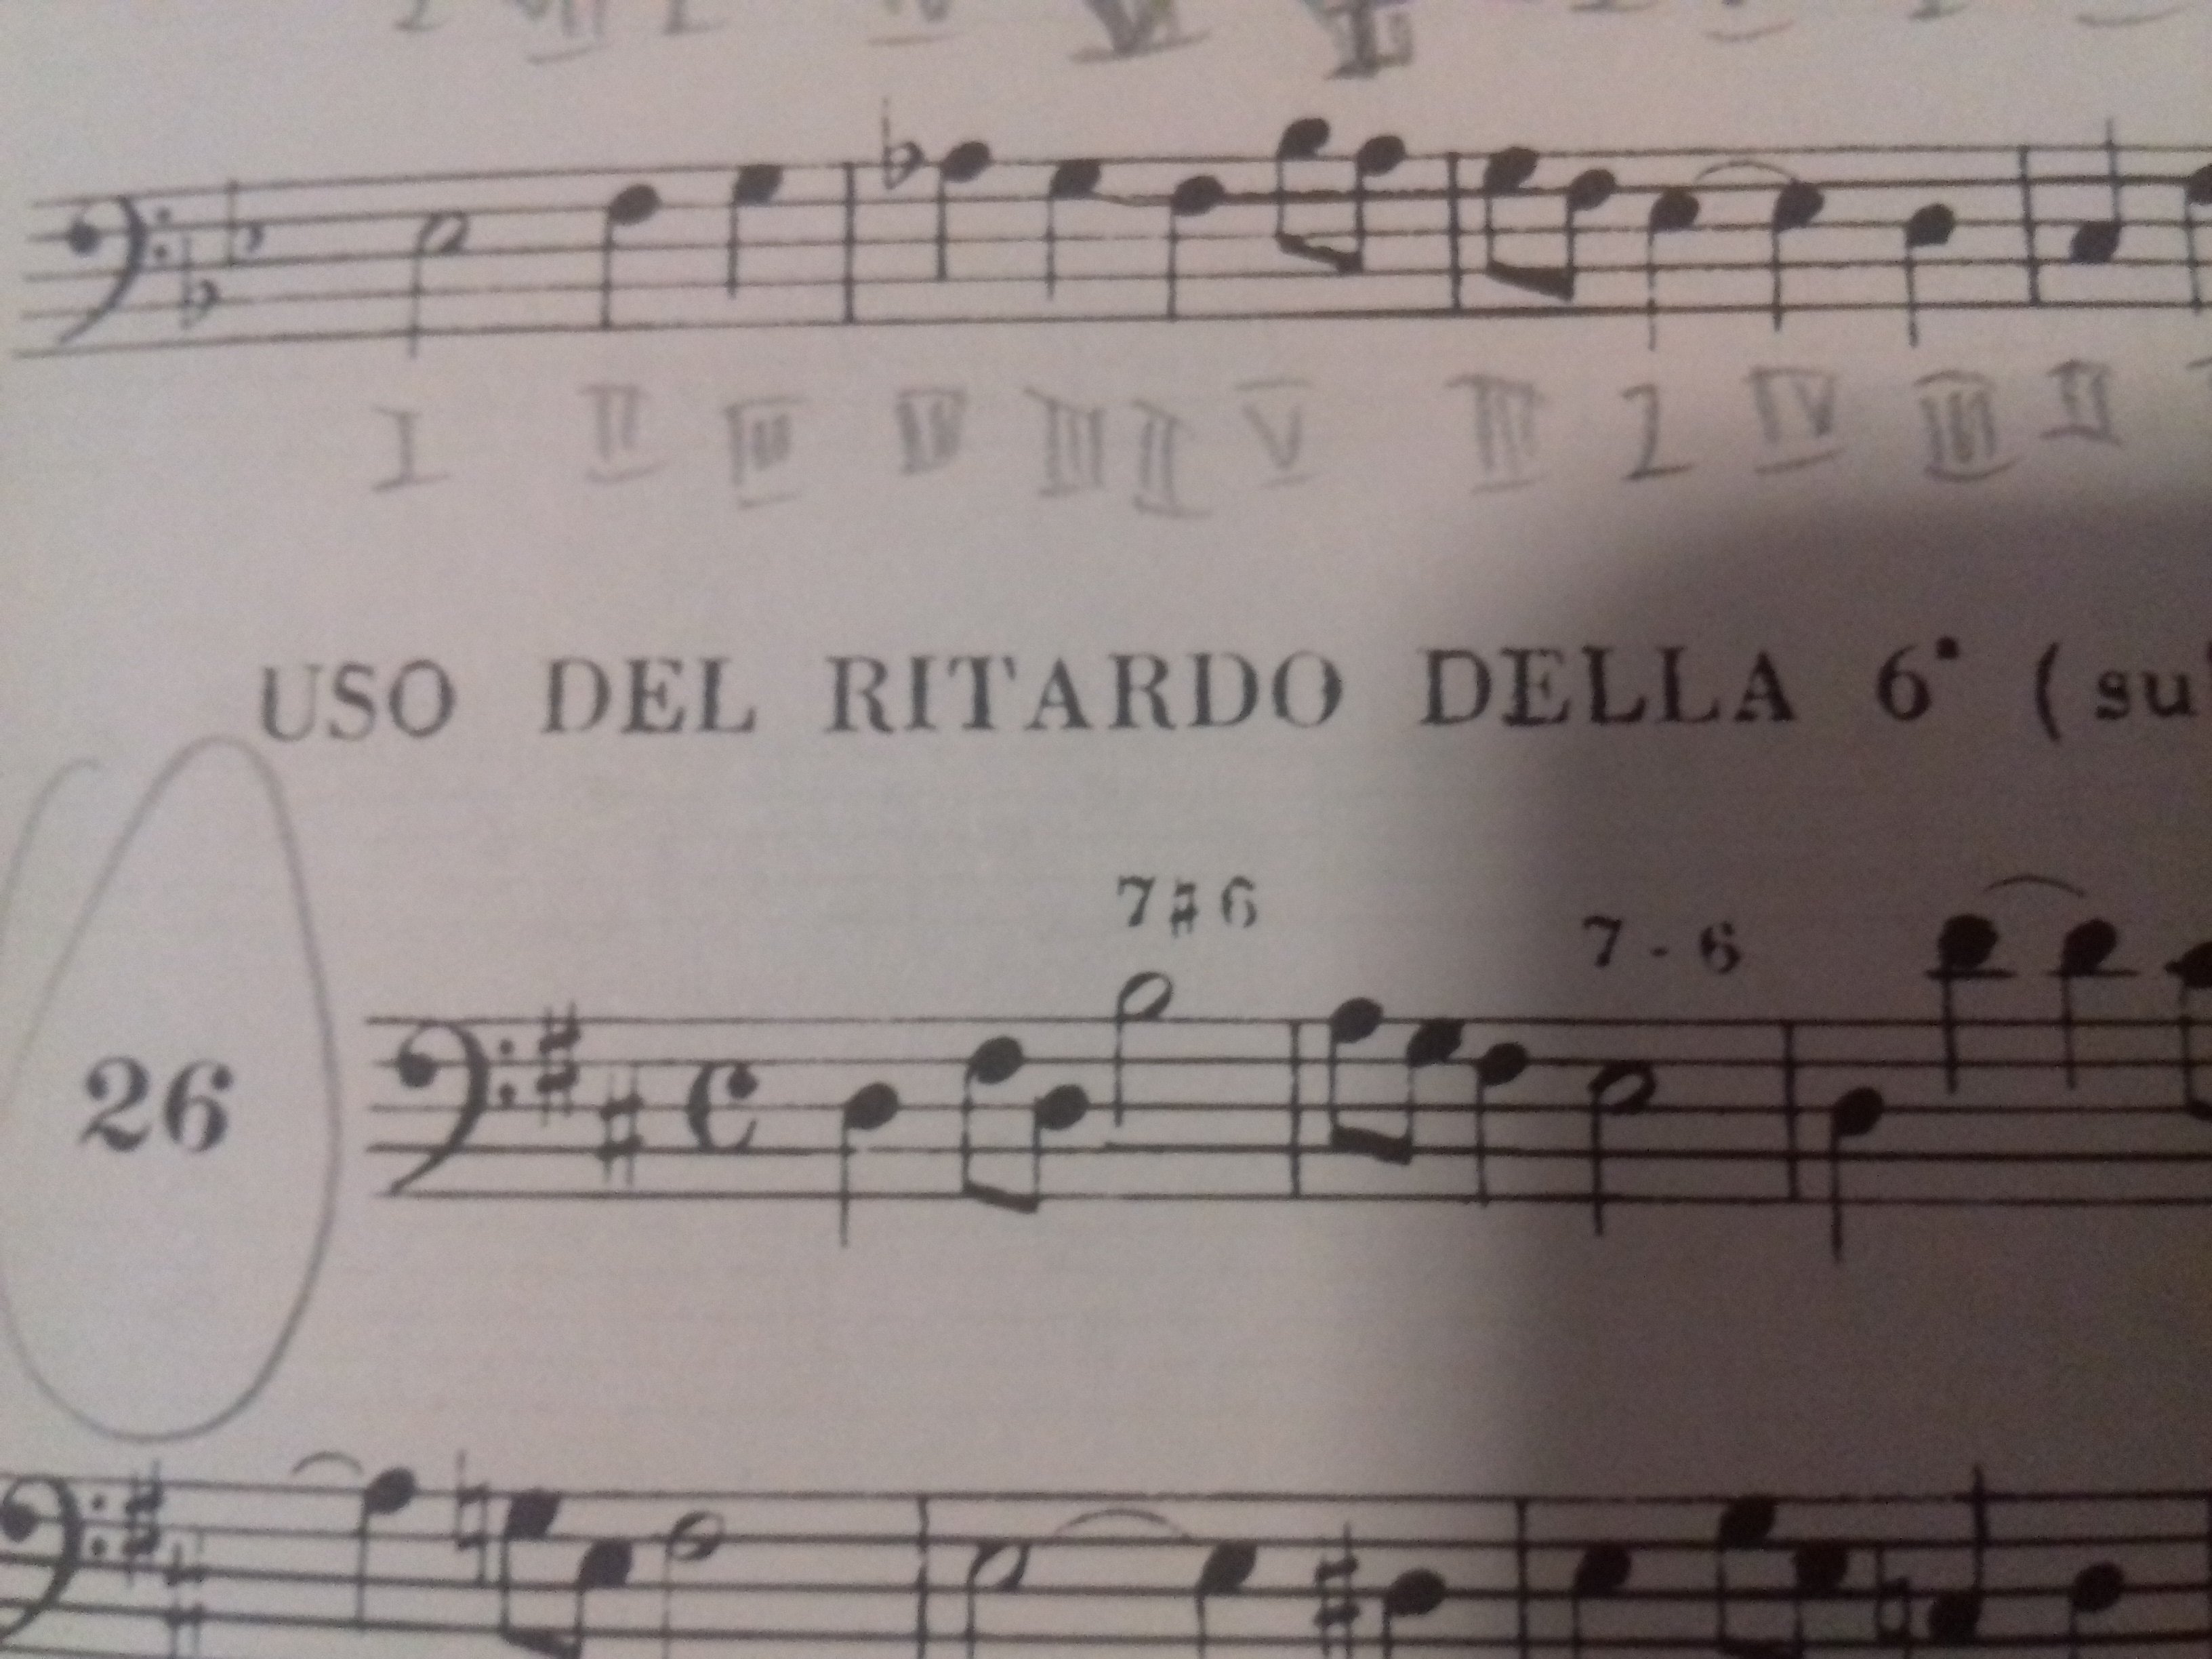 I II III IV III II V III I IV III II
USO DEL RITARDO DELLA 6ª (su
7 # 6 7 - 6
26